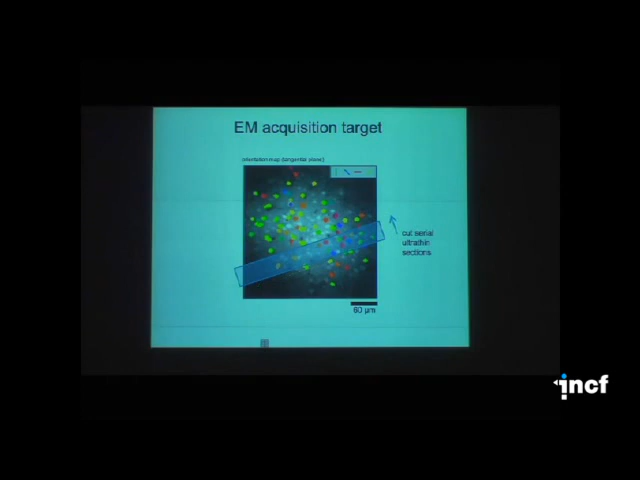 EM acquisition target
orientation map (tangential plane)
cut serial
ultrathin
sections
60 µm
incf